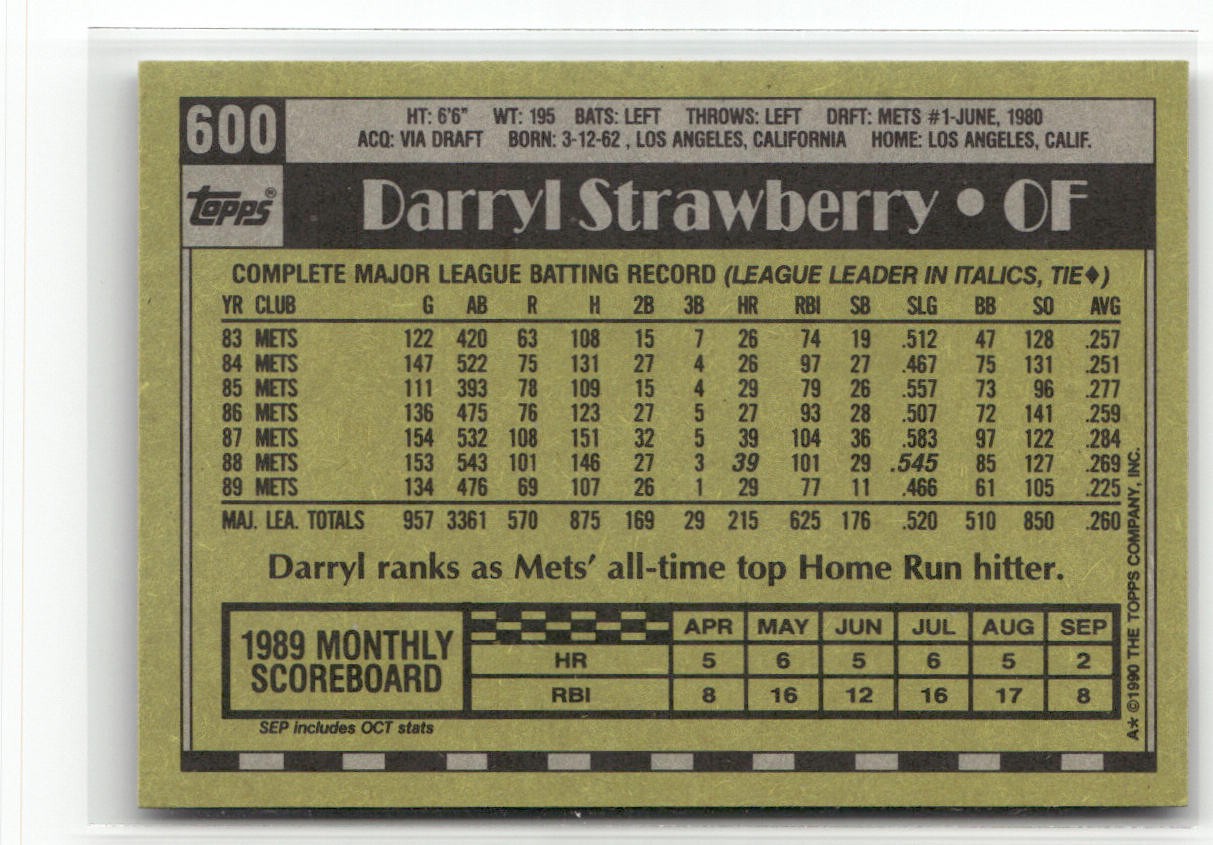 600
HT: 6'6" WT: 195 BATS: LEFT THROWS: LEFT DRFT: METS #1-JUNE, 1980
ACQ: VIA DRAFT BORN: 3-12-62 , LOS ANGELES, CALIFORNIA HOME: LOS ANGELES, CALIF.
topps®
Darryl Strawberry • OF
COMPLETE MAJOR LEAGUE BATTING RECORD (LEAGUE LEADER IN ITALICS, TIE♦)
YR CLUB G AB R H 2B 3B HR RBI SB SLG BB SO AVG
83 METS 122 420 63 108 15 7 26 74 19 .512 47 128 .257
84 METS 147 522 75 131 27 4 26 97 27 .467 75 131 .251
85 METS 111 393 78 109 15 4 29 79 26 .557 73 96 .277
86 METS 136 475 76 123 27 5 27 93 28 .507 72 141 .259
87 METS 154 532 108 151 32 5 39 104 36 .583 97 122 .284
88 METS 153 543 101 146 27 3 39 101 29 .545 85 127 .269
89 METS 134 476 69 107 26 1 29 77 11 .466 61 105 .225
MAJ. LEA. TOTALS 957 3361 570 875 169 29 215 625 176 .520 510 850 .260
Darryl ranks as Mets' all-time top Home Run hitter.
1989 MONTHLY
SCOREBOARD
APR MAY JUN JUL AUG SEP
HR 5 6 5 6 5 2
RBI 8 16 12 16 17 8
SEP includes OCT stats
A* ©1990 THE TOPPS COMPANY, INC.